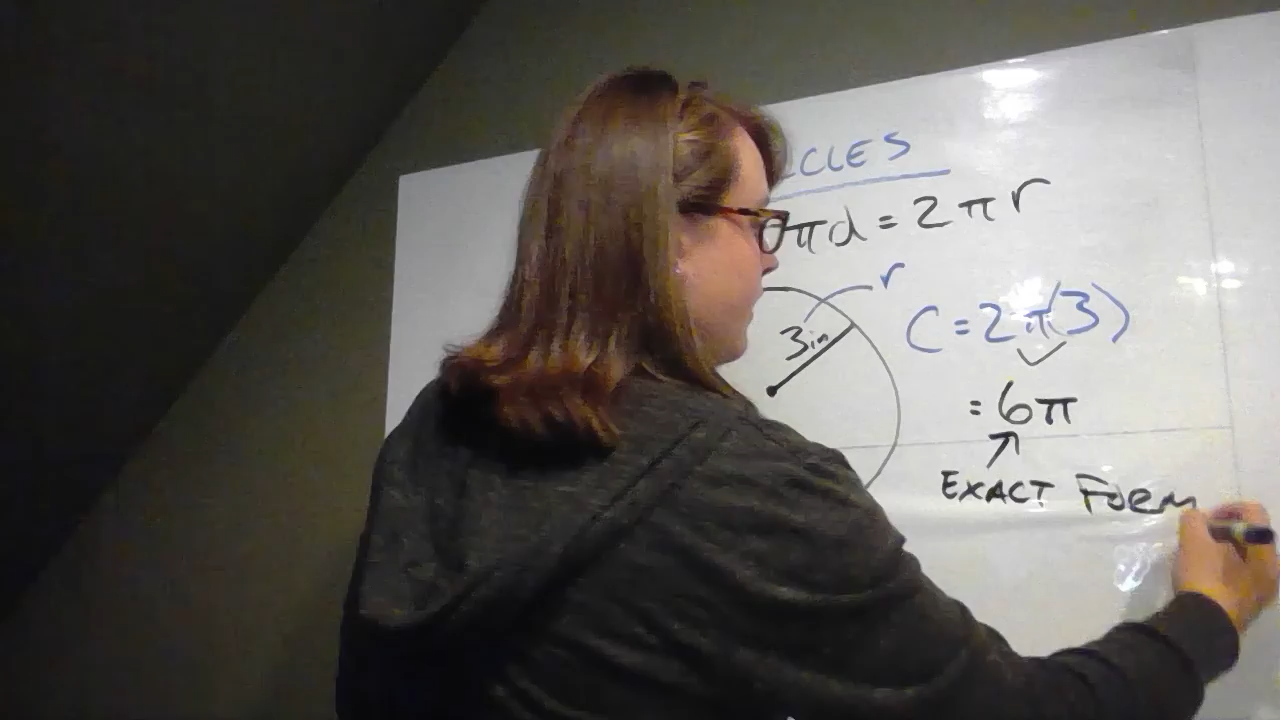 CLES
πd = 2πr
r
3in
C = 2π(3)
= 6π
EXACT FORM